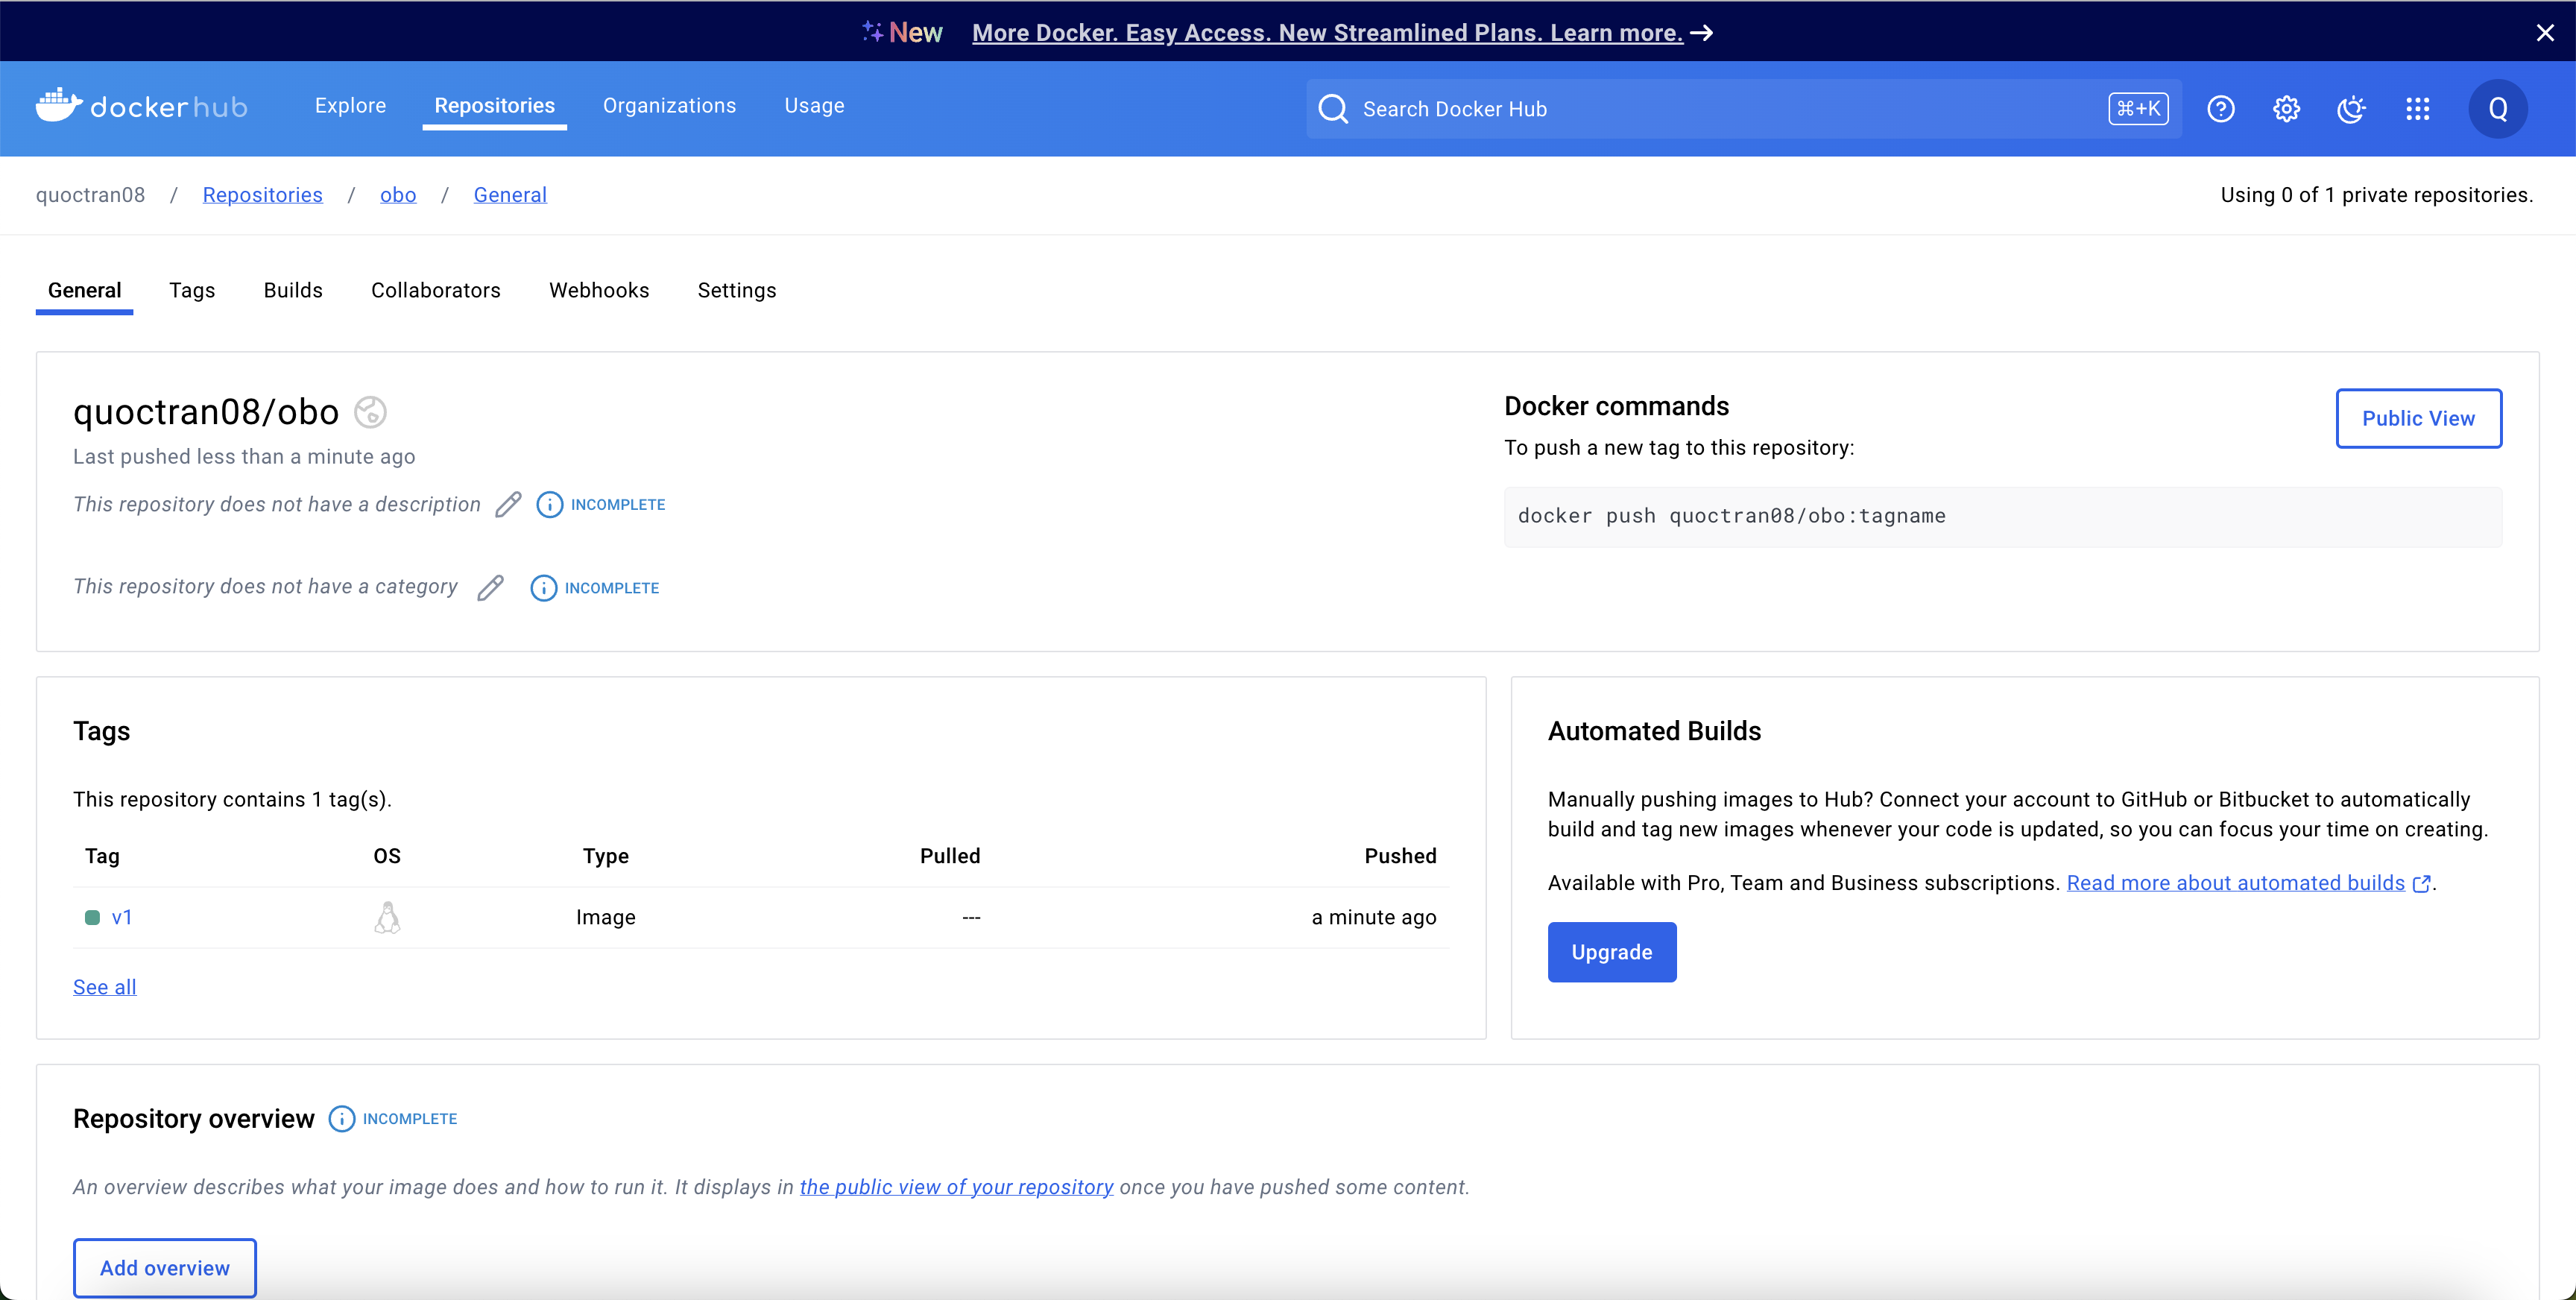 New More Docker. Easy Access. New Streamlined Plans. Learn more. →
dockerhub Explore Repositories Organizations Usage Search Docker Hub ⌘+K Q
quoctran08 / Repositories / obo / General Using 0 of 1 private repositories.
General Tags Builds Collaborators Webhooks Settings
quoctran08/obo
Last pushed less than a minute ago
This repository does not have a description INCOMPLETE
This repository does not have a category INCOMPLETE
Docker commands
Public View
To push a new tag to this repository:
docker push quoctran08/obo:tagname
Tags
This repository contains 1 tag(s).
Tag OS Type Pulled Pushed
v1 Image --- a minute ago
See all
Automated Builds
Manually pushing images to Hub? Connect your account to GitHub or Bitbucket to automatically
build and tag new images whenever your code is updated, so you can focus your time on creating.
Available with Pro, Team and Business subscriptions. Read more about automated builds.
Upgrade
Repository overview INCOMPLETE
An overview describes what your image does and how to run it. It displays in the public view of your repository once you have pushed some content.
Add overview